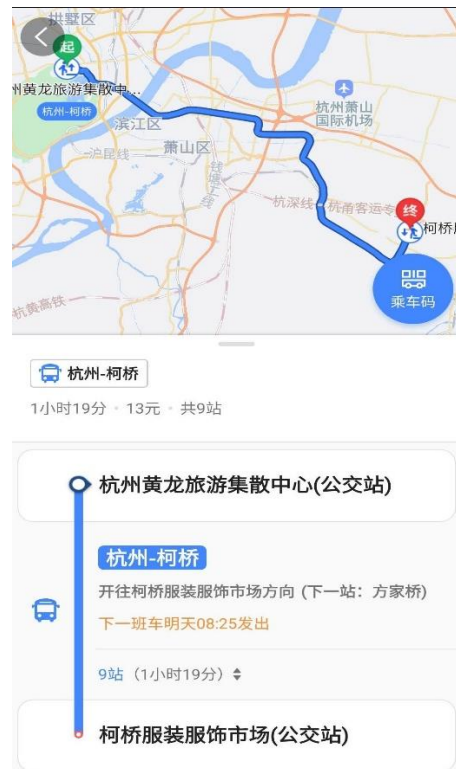 拱墅区
起
州黄龙旅游集散中...
杭州-柯桥
滨江区
杭州萧山
国际机场
沪昆线
萧山区
杭深线
杭甬客运专
终
柯桥
乘车码
杭黄高铁
杭州-柯桥
1小时19分 · 13元 · 共9站
杭州黄龙旅游集散中心(公交站)
杭州-柯桥
开往柯桥服装服饰市场方向 (下一站：方家桥)
下一班车明天08:25发出
9站（1小时19分）
柯桥服装服饰市场(公交站)